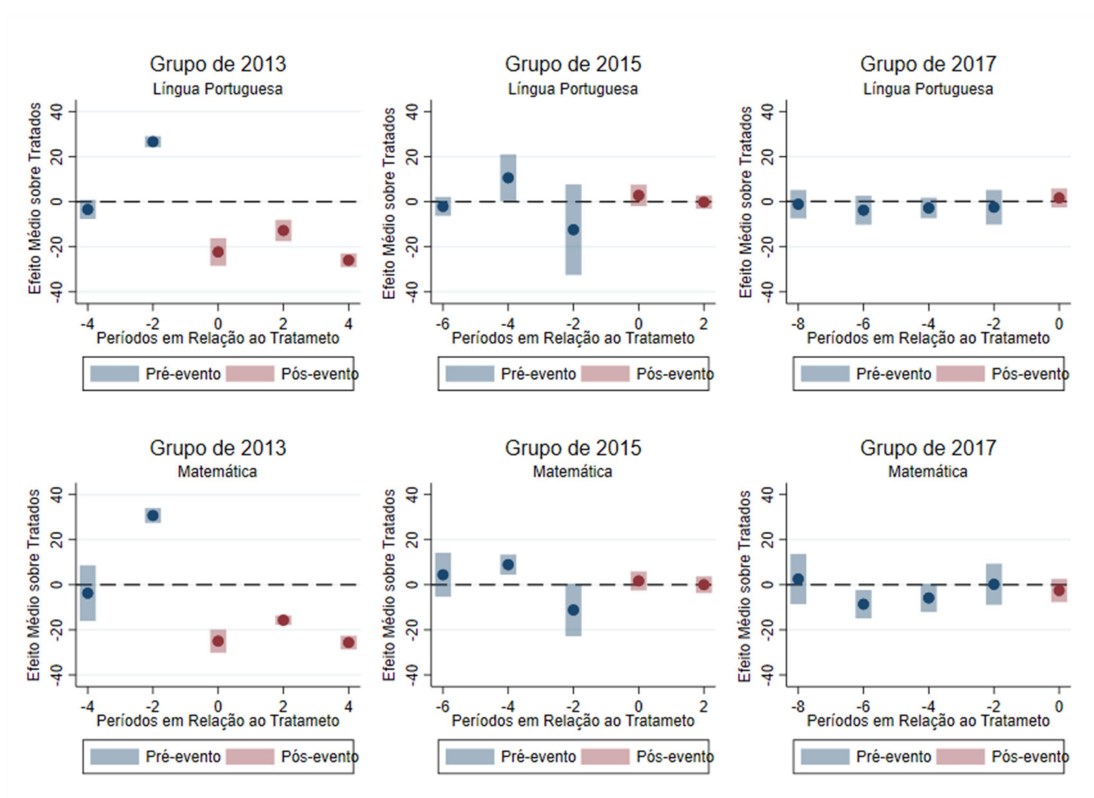 Grupo de 2013
Língua Portuguesa
Efeito Médio sobre Tratados
40
20
0
-20
-40
-4 -2 0 2 4
Períodos em Relação ao Tratameto
Pré-evento Pós-evento
Grupo de 2015
Língua Portuguesa
Efeito Médio sobre Tratados
40
20
0
-20
-40
-6 -4 -2 0 2
Períodos em Relação ao Tratameto
Pré-evento Pós-evento
Grupo de 2017
Língua Portuguesa
Efeito Médio sobre Tratados
40
20
0
-20
-40
-8 -6 -4 -2 0
Períodos em Relação ao Tratameto
Pré-evento Pós-evento
Grupo de 2013
Matemática
Efeito Médio sobre Tratados
40
20
0
-20
-40
-4 -2 0 2 4
Períodos em Relação ao Tratameto
Pré-evento Pós-evento
Grupo de 2015
Matemática
Efeito Médio sobre Tratados
40
20
0
-20
-40
-6 -4 -2 0 2
Períodos em Relação ao Tratameto
Pré-evento Pós-evento
Grupo de 2017
Matemática
Efeito Médio sobre Tratados
40
20
0
-20
-40
-8 -6 -4 -2 0
Períodos em Relação ao Tratameto
Pré-evento Pós-evento